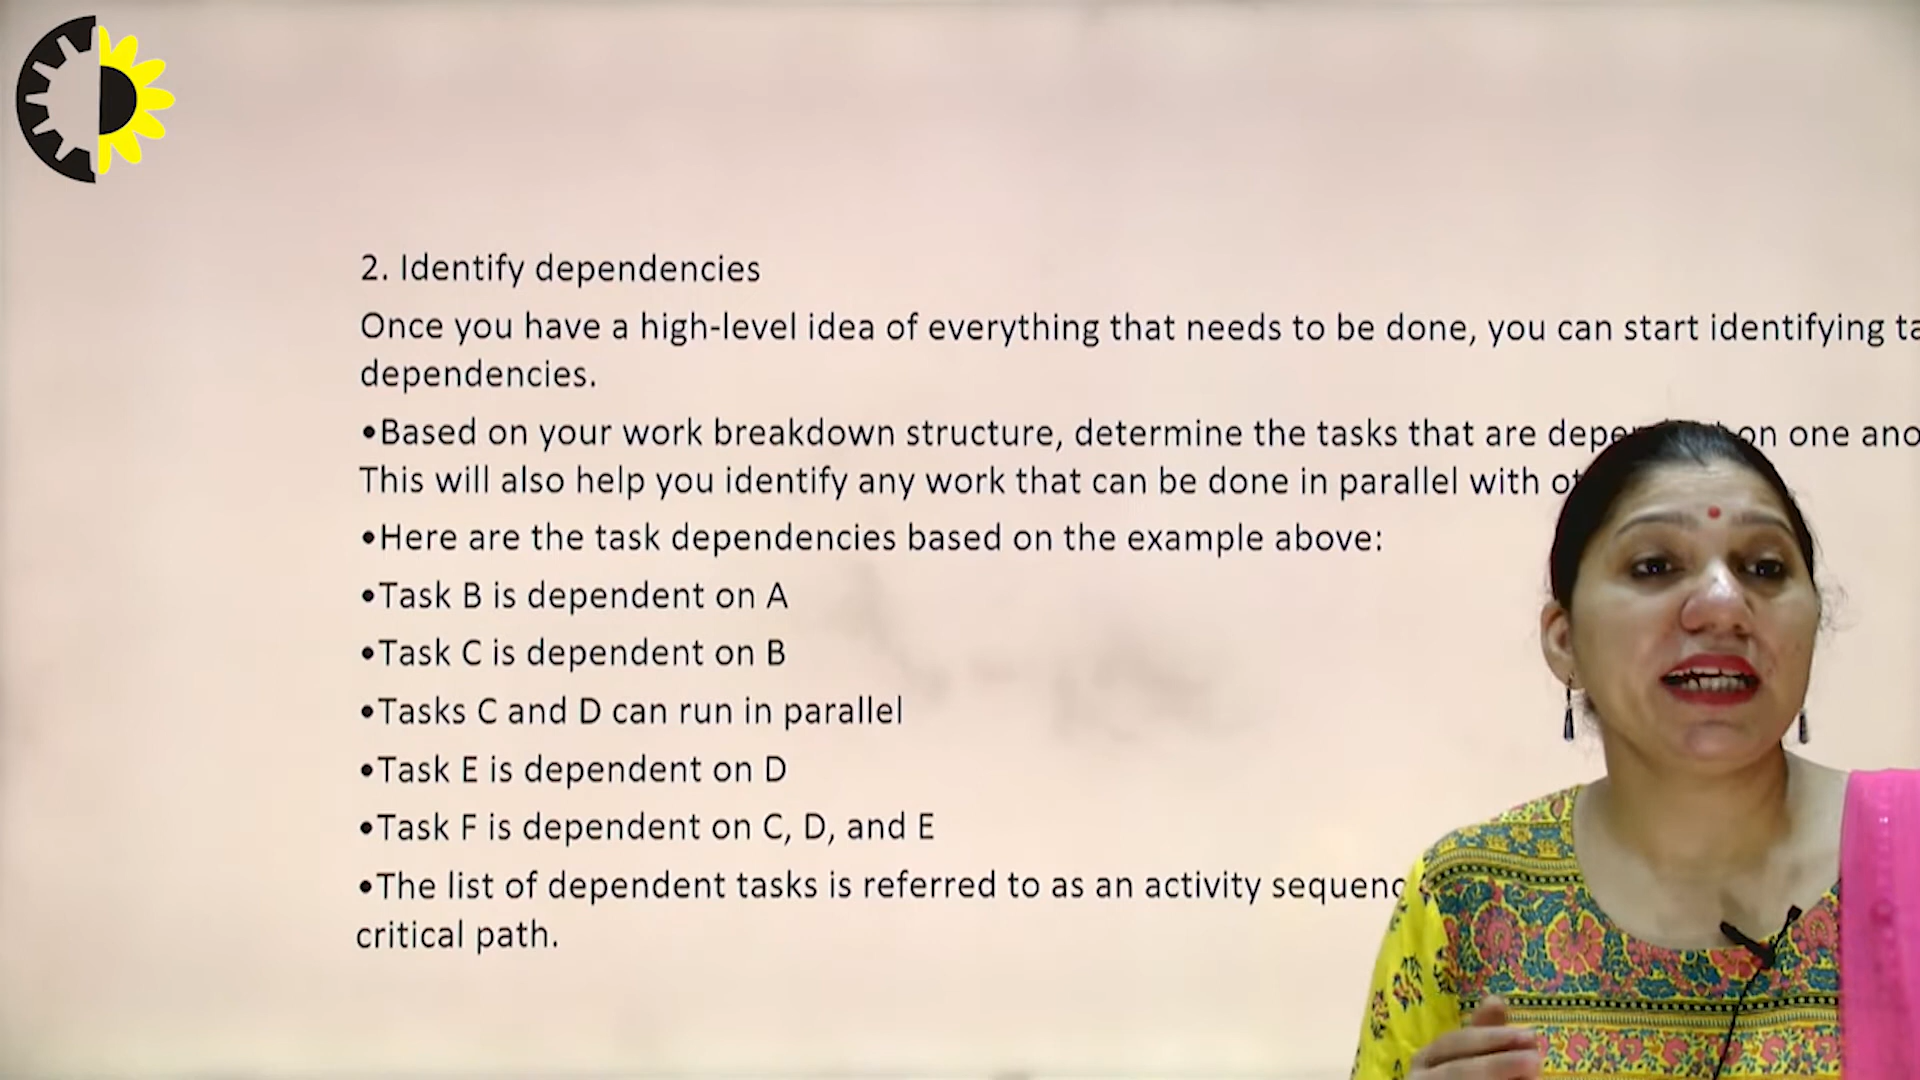 2. Identify dependencies
Once you have a high-level idea of everything that needs to be done, you can start identifying
dependencies.
•Based on your work breakdown structure, determine the tasks that are on one
This will also help you identify any work that can be done in parallel with
•Here are the task dependencies based on the example above:
•Task B is dependent on A
•Task C is dependent on B
•Tasks C and D can run in parallel
•Task E is dependent on D
•Task F is dependent on C, D, and E
•The list of dependent tasks is referred to as an activity
critical path.